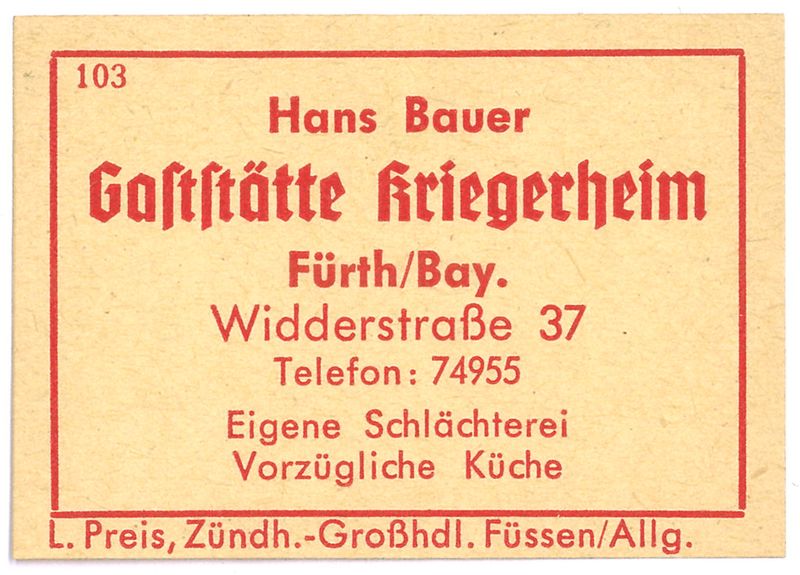 103
Hans Bauer
Gaſtſtätte Kriegerheim
Fürth/Bay.
Widderstraße 37
Telefon: 74955
Eigene Schlächterei
Vorzügliche Küche
L. Preis, Zündh.-Großhdl. Füssen/Allg.